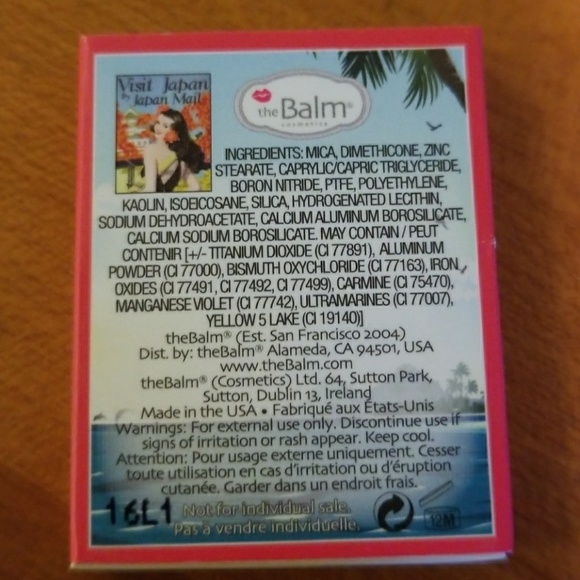 Visit Japan
by Japan Mail
theBalm®
cosmetics
INGREDIENTS: MICA, DIMETHICONE, ZINC
STEARATE, CAPRYLIC/CAPRIC TRIGLYCERIDE,
BORON NITRIDE, PTFE, POLYETHYLENE,
KAOLIN, ISOEICOSANE, SILICA, HYDROGENATED LECITHIN,
SODIUM DEHYDROACETATE, CALCIUM ALUMINUM BOROSILICATE,
CALCIUM SODIUM BOROSILICATE. MAY CONTAIN / PEUT
CONTENIR [+/- TITANIUM DIOXIDE (CI 77891), ALUMINUM
POWDER (CI 77000), BISMUTH OXYCHLORIDE (CI 77163), IRON
OXIDES (CI 77491, CI 77492, CI 77499), CARMINE (CI 75470),
MANGANESE VIOLET (CI 77742), ULTRAMARINES (CI 77007),
YELLOW 5 LAKE (CI 19140)]
theBalm® (Est. San Francisco 2004)
Dist. by: theBalm® Alameda, CA 94501, USA
www.theBalm.com
theBalm® (Cosmetics) Ltd. 64, Sutton Park,
Sutton, Dublin 13, Ireland
Made in the USA • Fabriqué aux États-Unis
Warnings: For external use only. Discontinue use if
signs of irritation or rash appear. Keep cool.
Attention: Pour usage externe uniquement. Cesser
toute utilisation en cas d'irritation ou d'éruption
cutanée. Garder dans un endroit frais.
16L1
Not for individual sale.
Pas à vendre individuelle.
12M